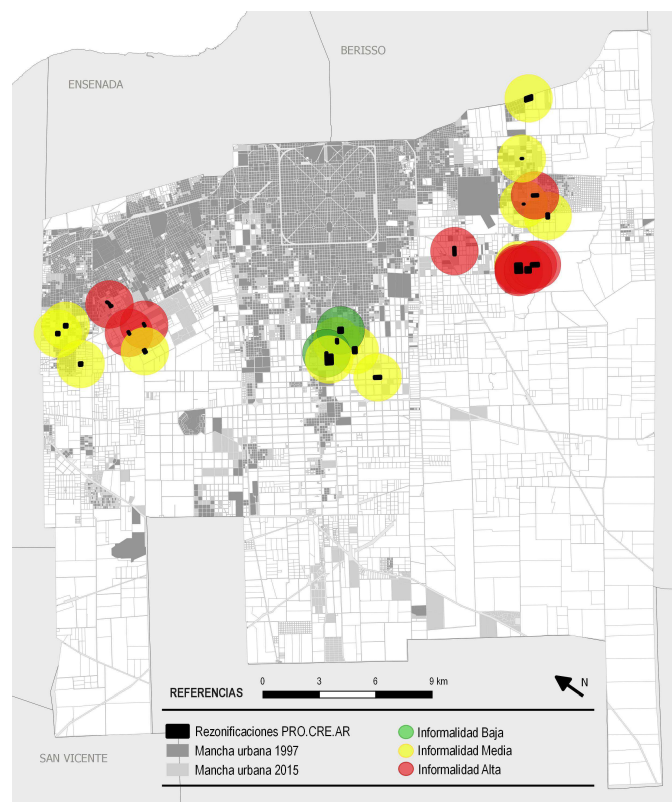 BERISSO
ENSENADA
0 3 6 9 km
REFERENCIAS
N
Rezonificaciones PRO.CRE.AR
Mancha urbana 1997
Mancha urbana 2015
Informalidad Baja
Informalidad Media
Informalidad Alta
SAN VICENTE